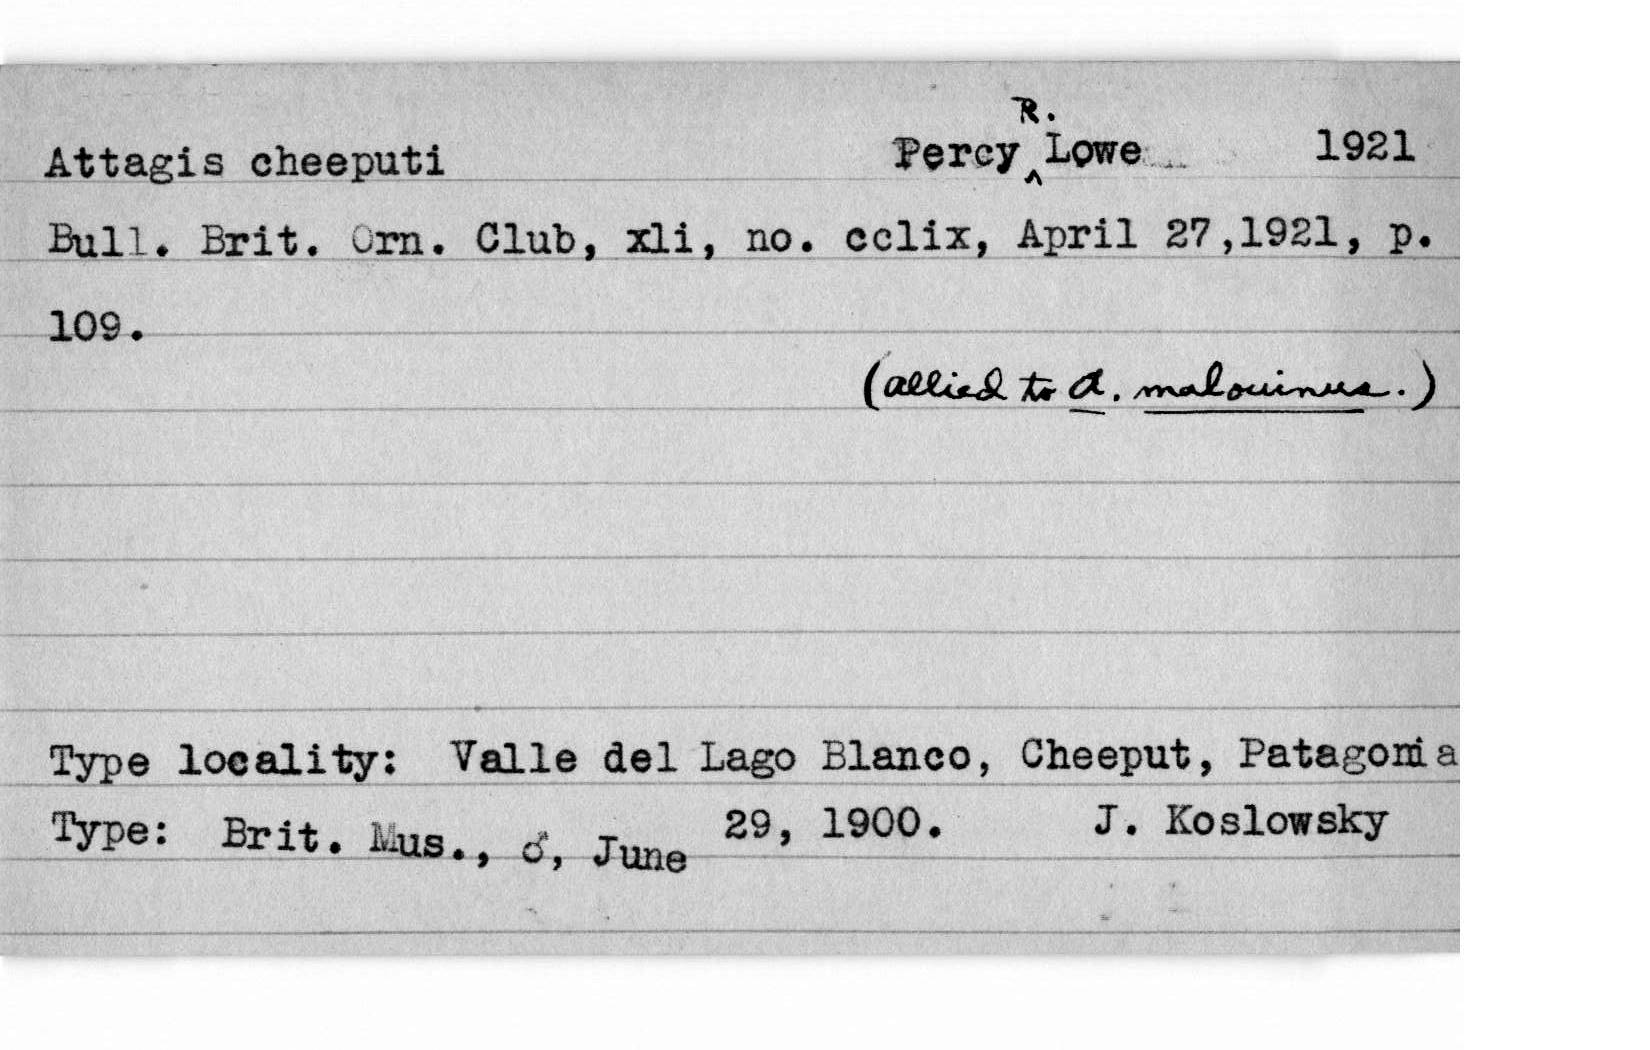 Attagis cheeputi Percy R. Lowe 1921
Bull. Brit. Orn. Club, xli, no. cclix, April 27,1921, p.
109.
(allied to A. malouinus.)
Type locality: Valle del Lago Blanco, Cheeput, Patagonia
Type: Brit. Mus., ♂, June 29, 1900. J. Koslowsky